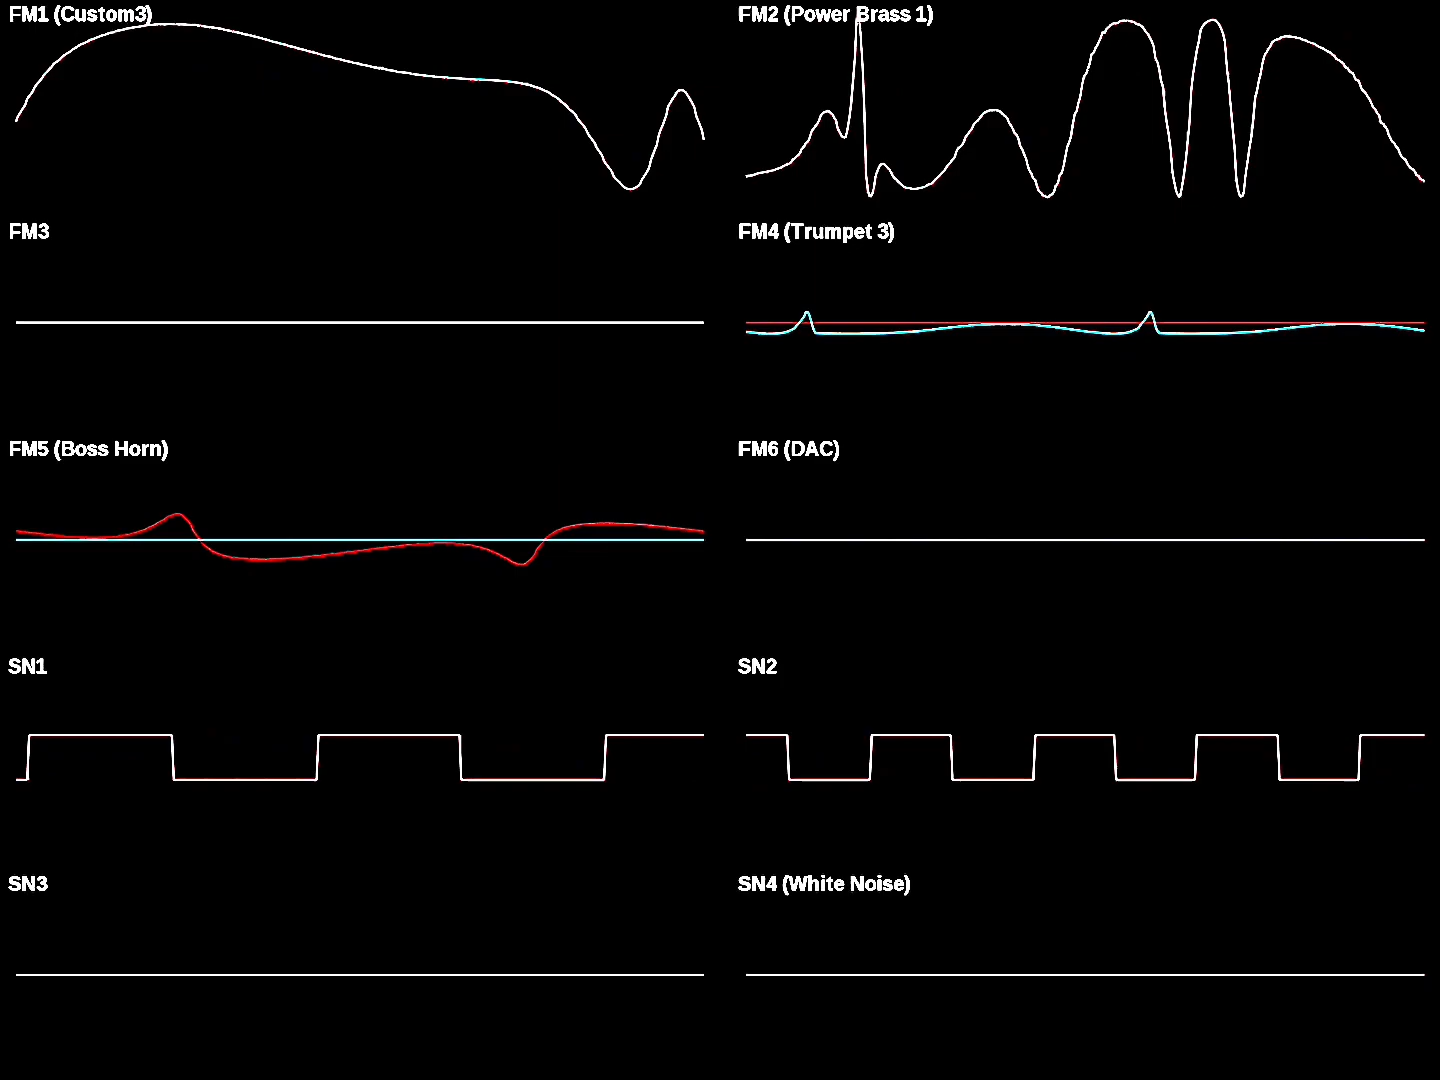 FM1 (Custom3)
FM2 (Power Brass 1)
FM3
FM4 (Trumpet 3)
FM5 (Boss Horn)
FM6 (DAC)
SN1
SN2
SN3
SN4 (White Noise)